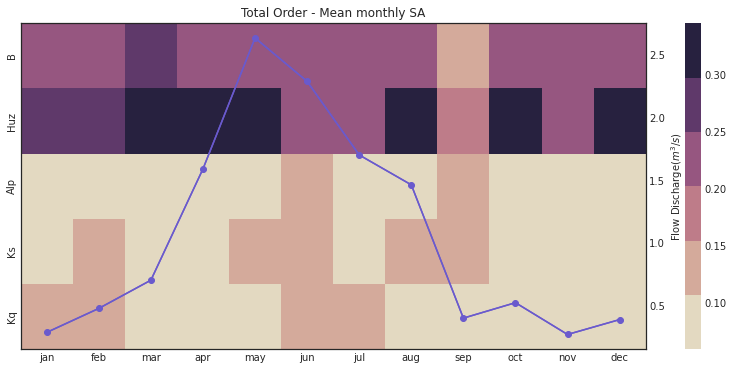 Total Order - Mean monthly SA
B
Huz
Alp
Ks
Kq
jan feb mar apr may jun jul aug sep oct nov dec
2.5
2.0
1.5
1.0
0.5
Flow Discharge(m³/s)
0.30
0.25
0.20
0.15
0.10